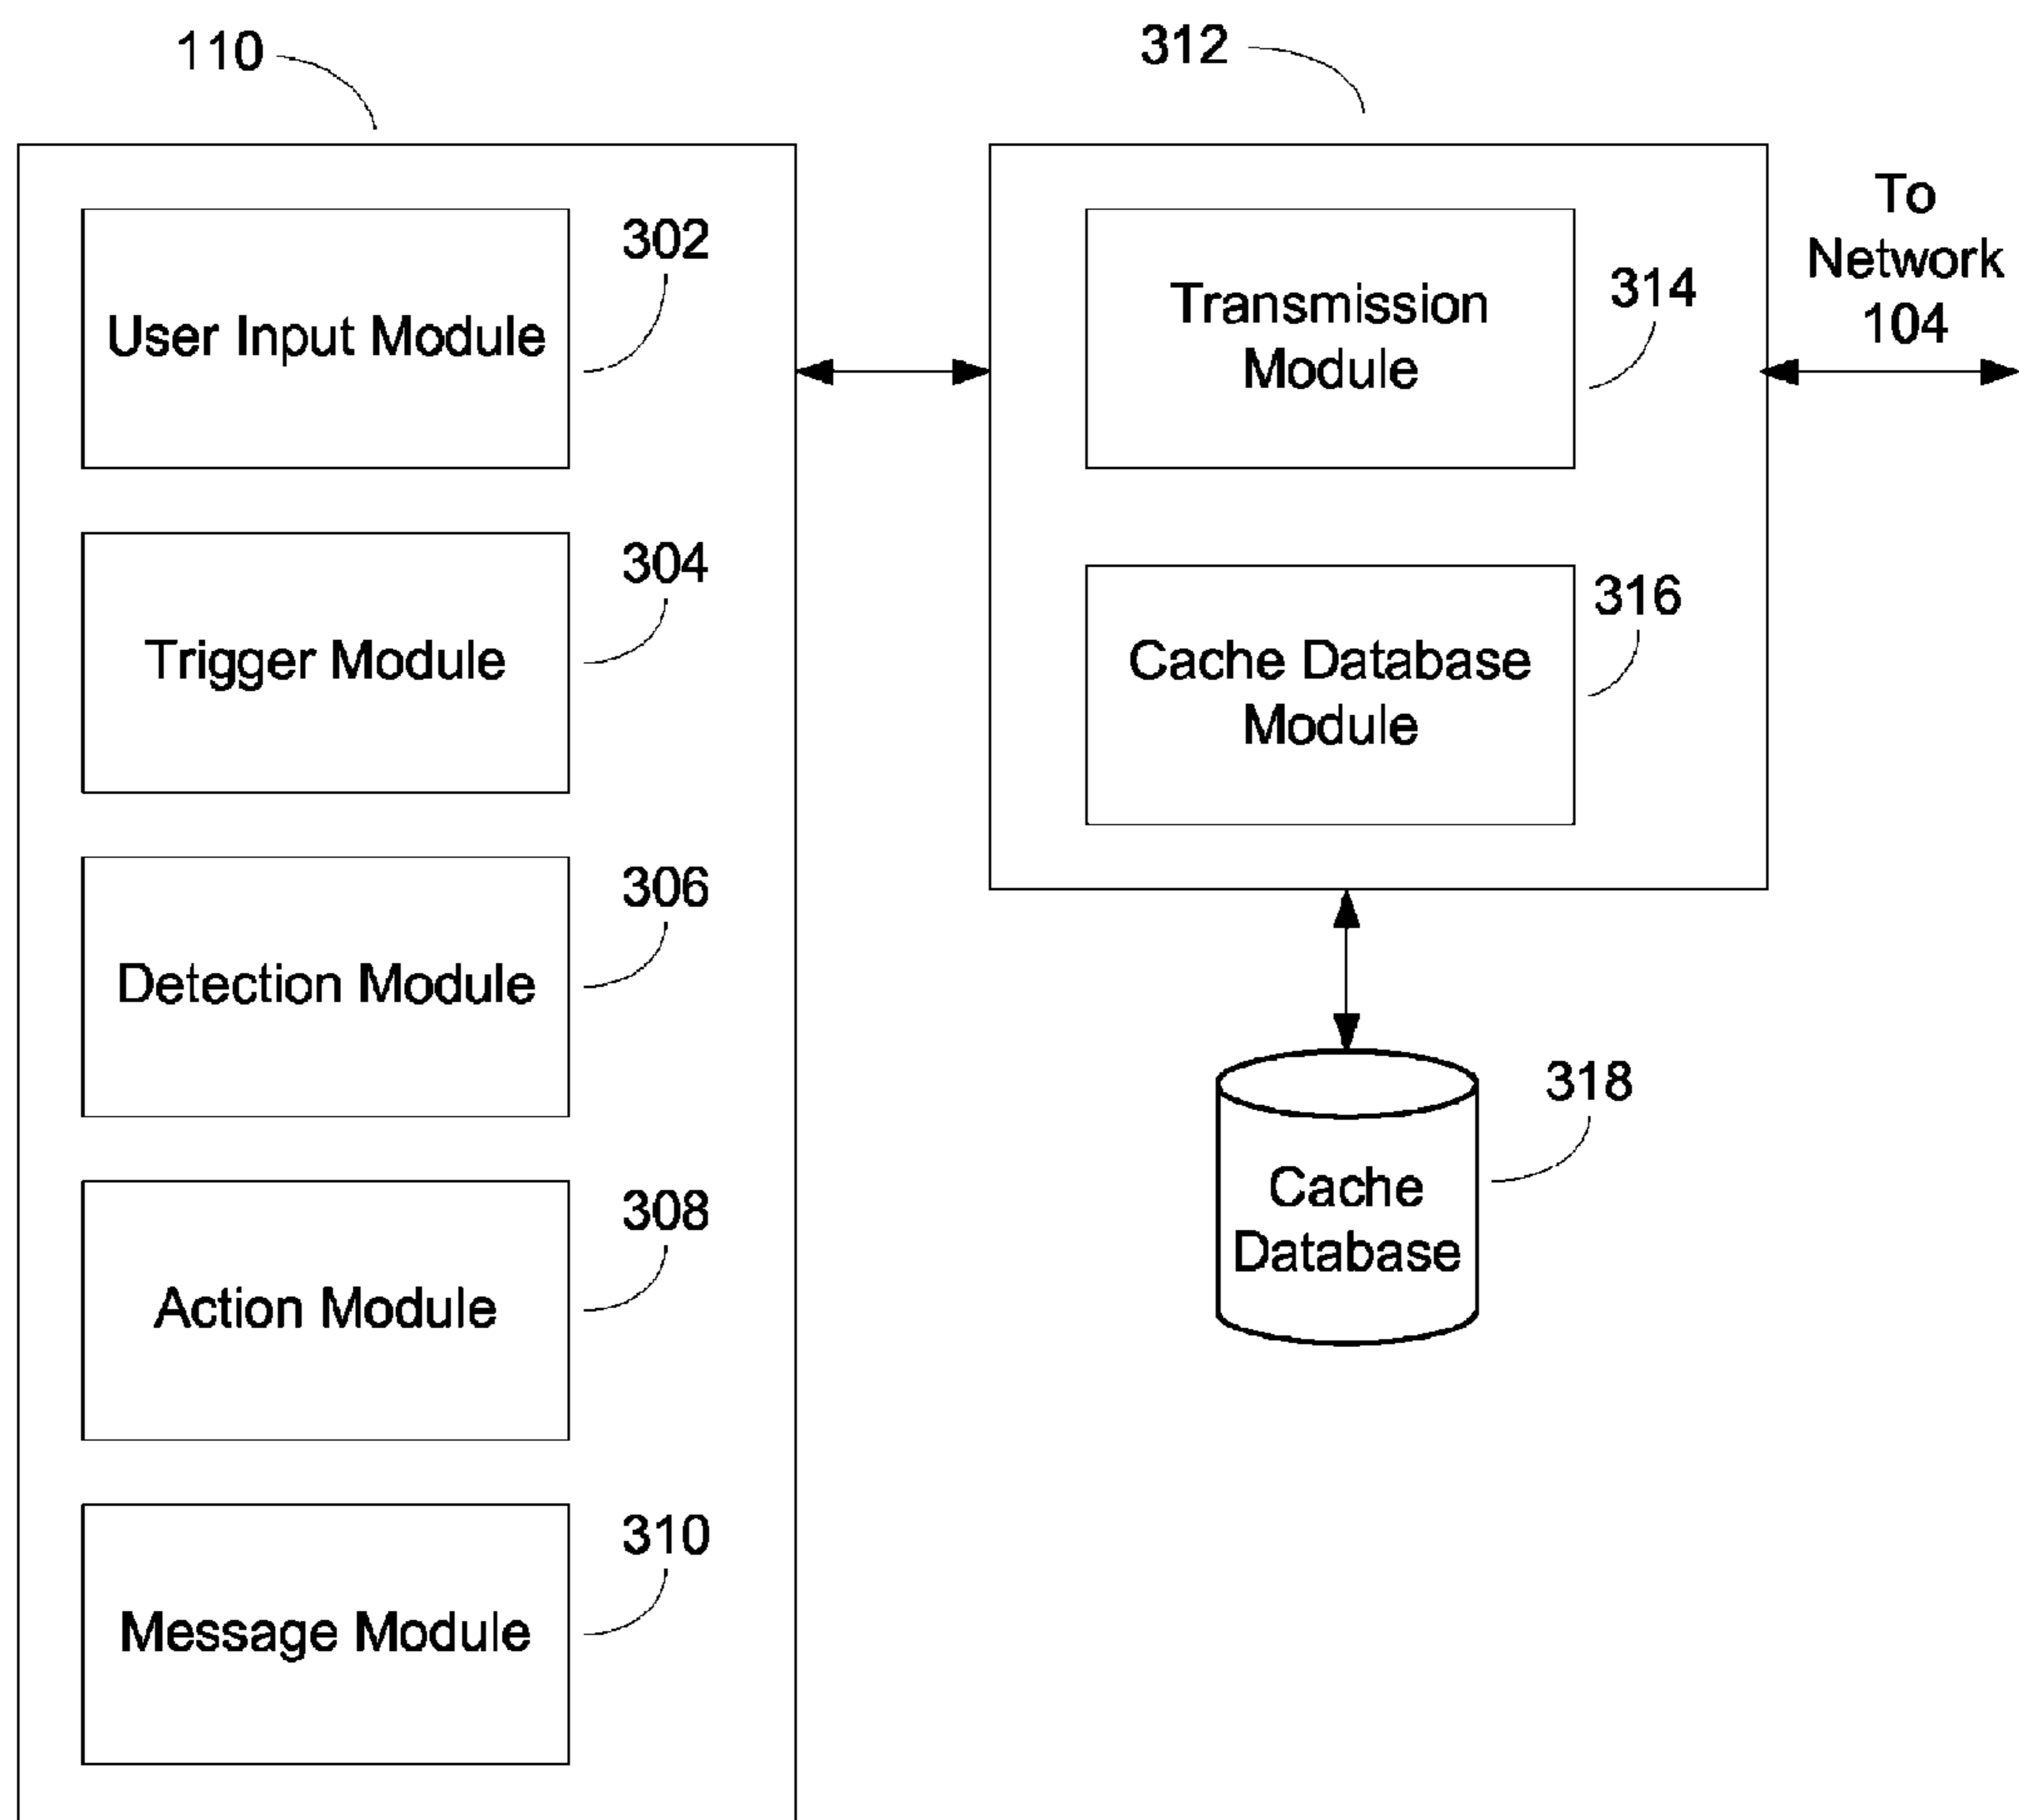 110
302
User Input Module
304
Trigger Module
306
Detection Module
308
Action Module
310
Message Module
312
314
Transmission
Module
316
Cache Database
Module
To
Network
104
318
Cache
Database